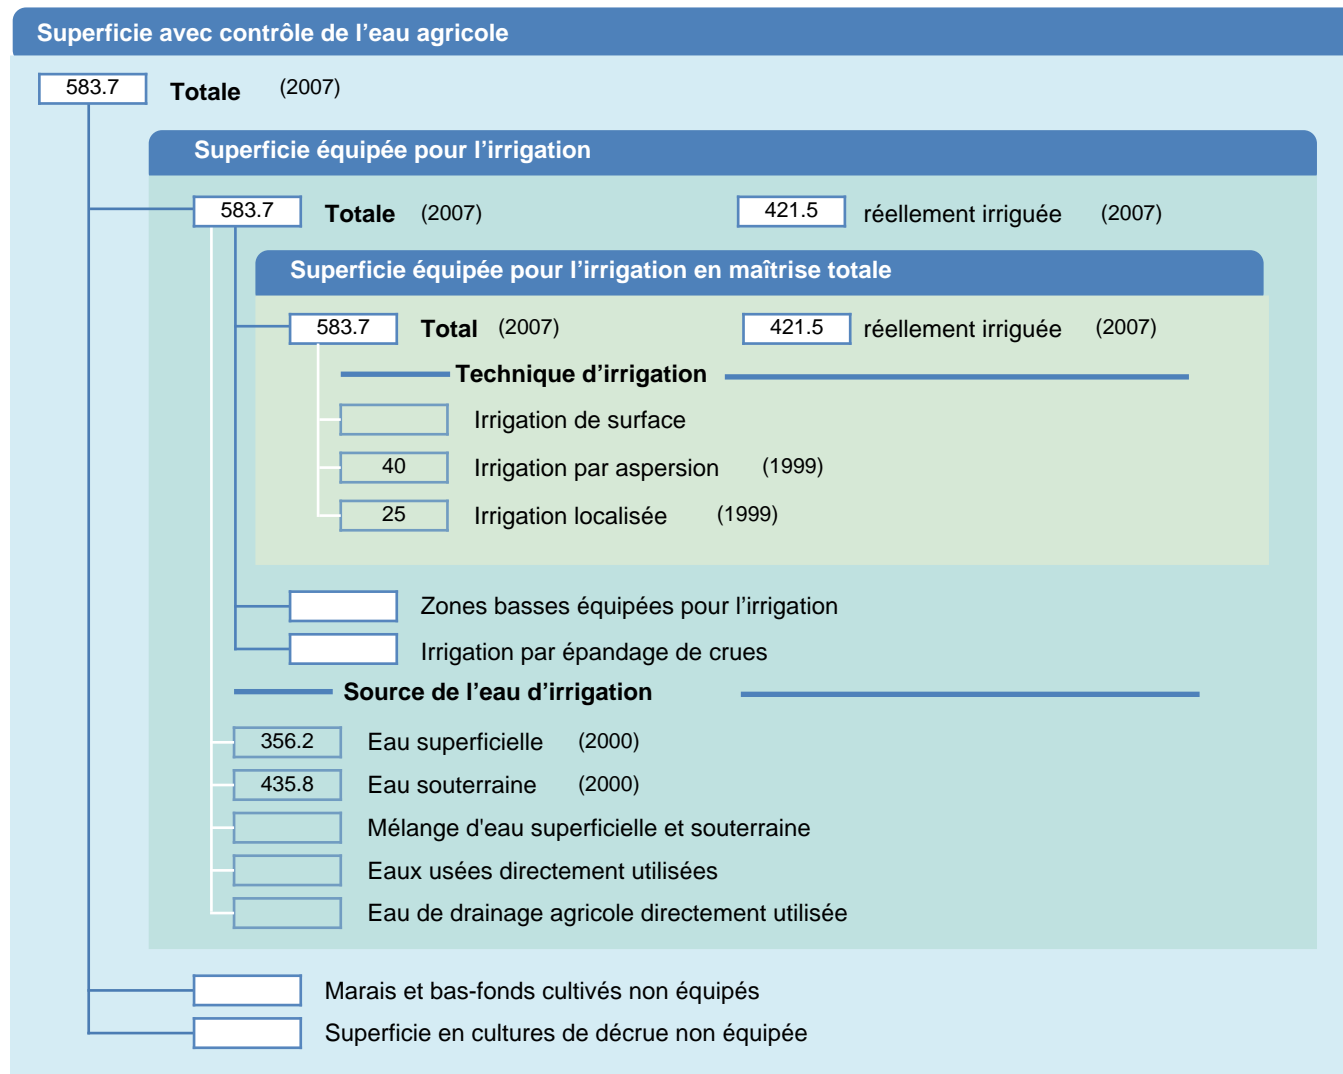 Superficie avec contrôle de l'eau agricole
583.7 Totale (2007)
Superficie équipée pour l'irrigation
583.7 Totale (2007) 421.5 réellement irriguée (2007)
Superficie équipée pour l'irrigation en maîtrise totale
583.7 Total (2007) 421.5 réellement irriguée (2007)
Technique d'irrigation
Irrigation de surface
40 Irrigation par aspersion (1999)
25 Irrigation localisée (1999)
Zones basses équipées pour l'irrigation
Irrigation par épandage de crues
Source de l'eau d'irrigation
356.2 Eau superficielle (2000)
435.8 Eau souterraine (2000)
Mélange d'eau superficielle et souterraine
Eaux usées directement utilisées
Eau de drainage agricole directement utilisée
Marais et bas-fonds cultivés non équipés
Superficie en cultures de décrue non équipée